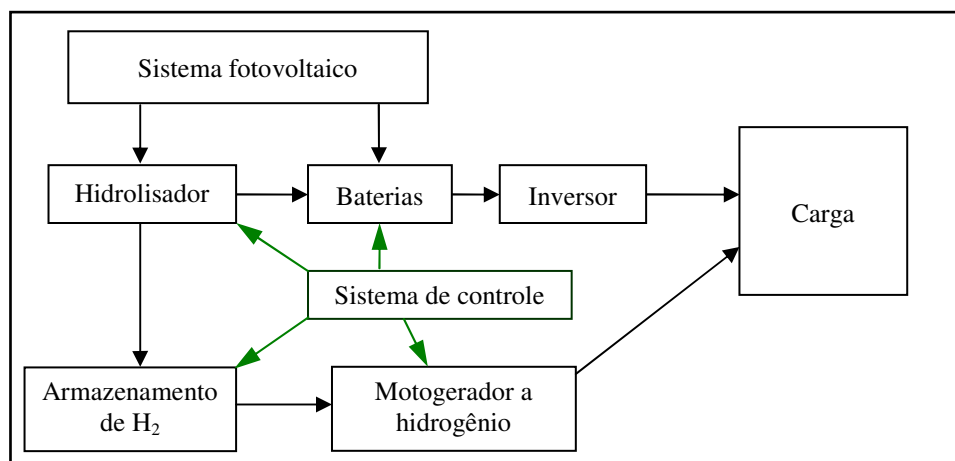 Sistema fotovoltaico
Hidrolisador
Baterias
Inversor
Carga
Sistema de controle
Armazenamento
de H₂
Motogerador a
hidrogênio